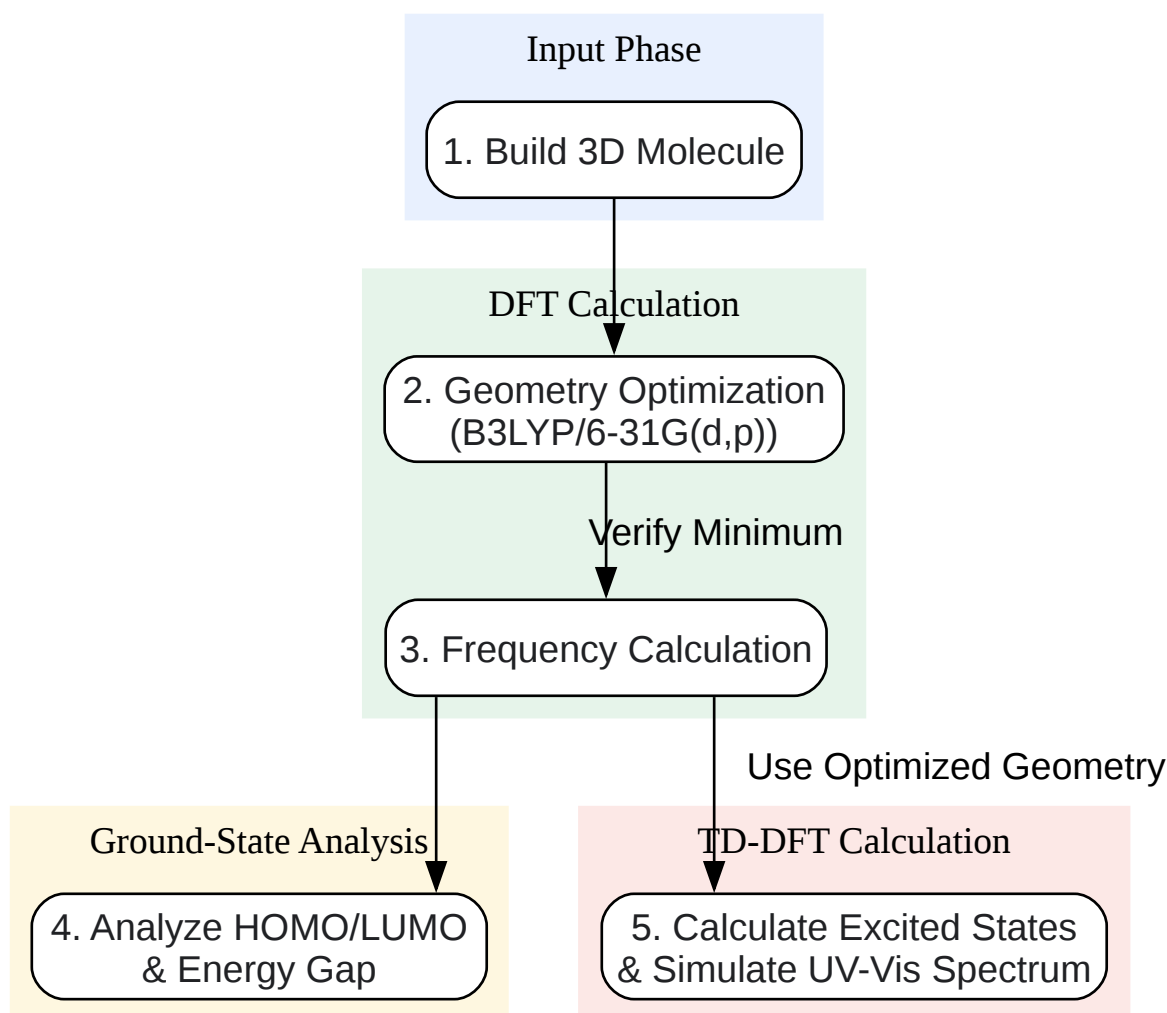 Input Phase
1. Build 3D Molecule
DFT Calculation
2. Geometry Optimization
(B3LYP/6-31G(d,p))
Verify Minimum
3. Frequency Calculation
Use Optimized Geometry
Ground-State Analysis
4. Analyze HOMO/LUMO
& Energy Gap
TD-DFT Calculation
5. Calculate Excited States
& Simulate UV-Vis Spectrum